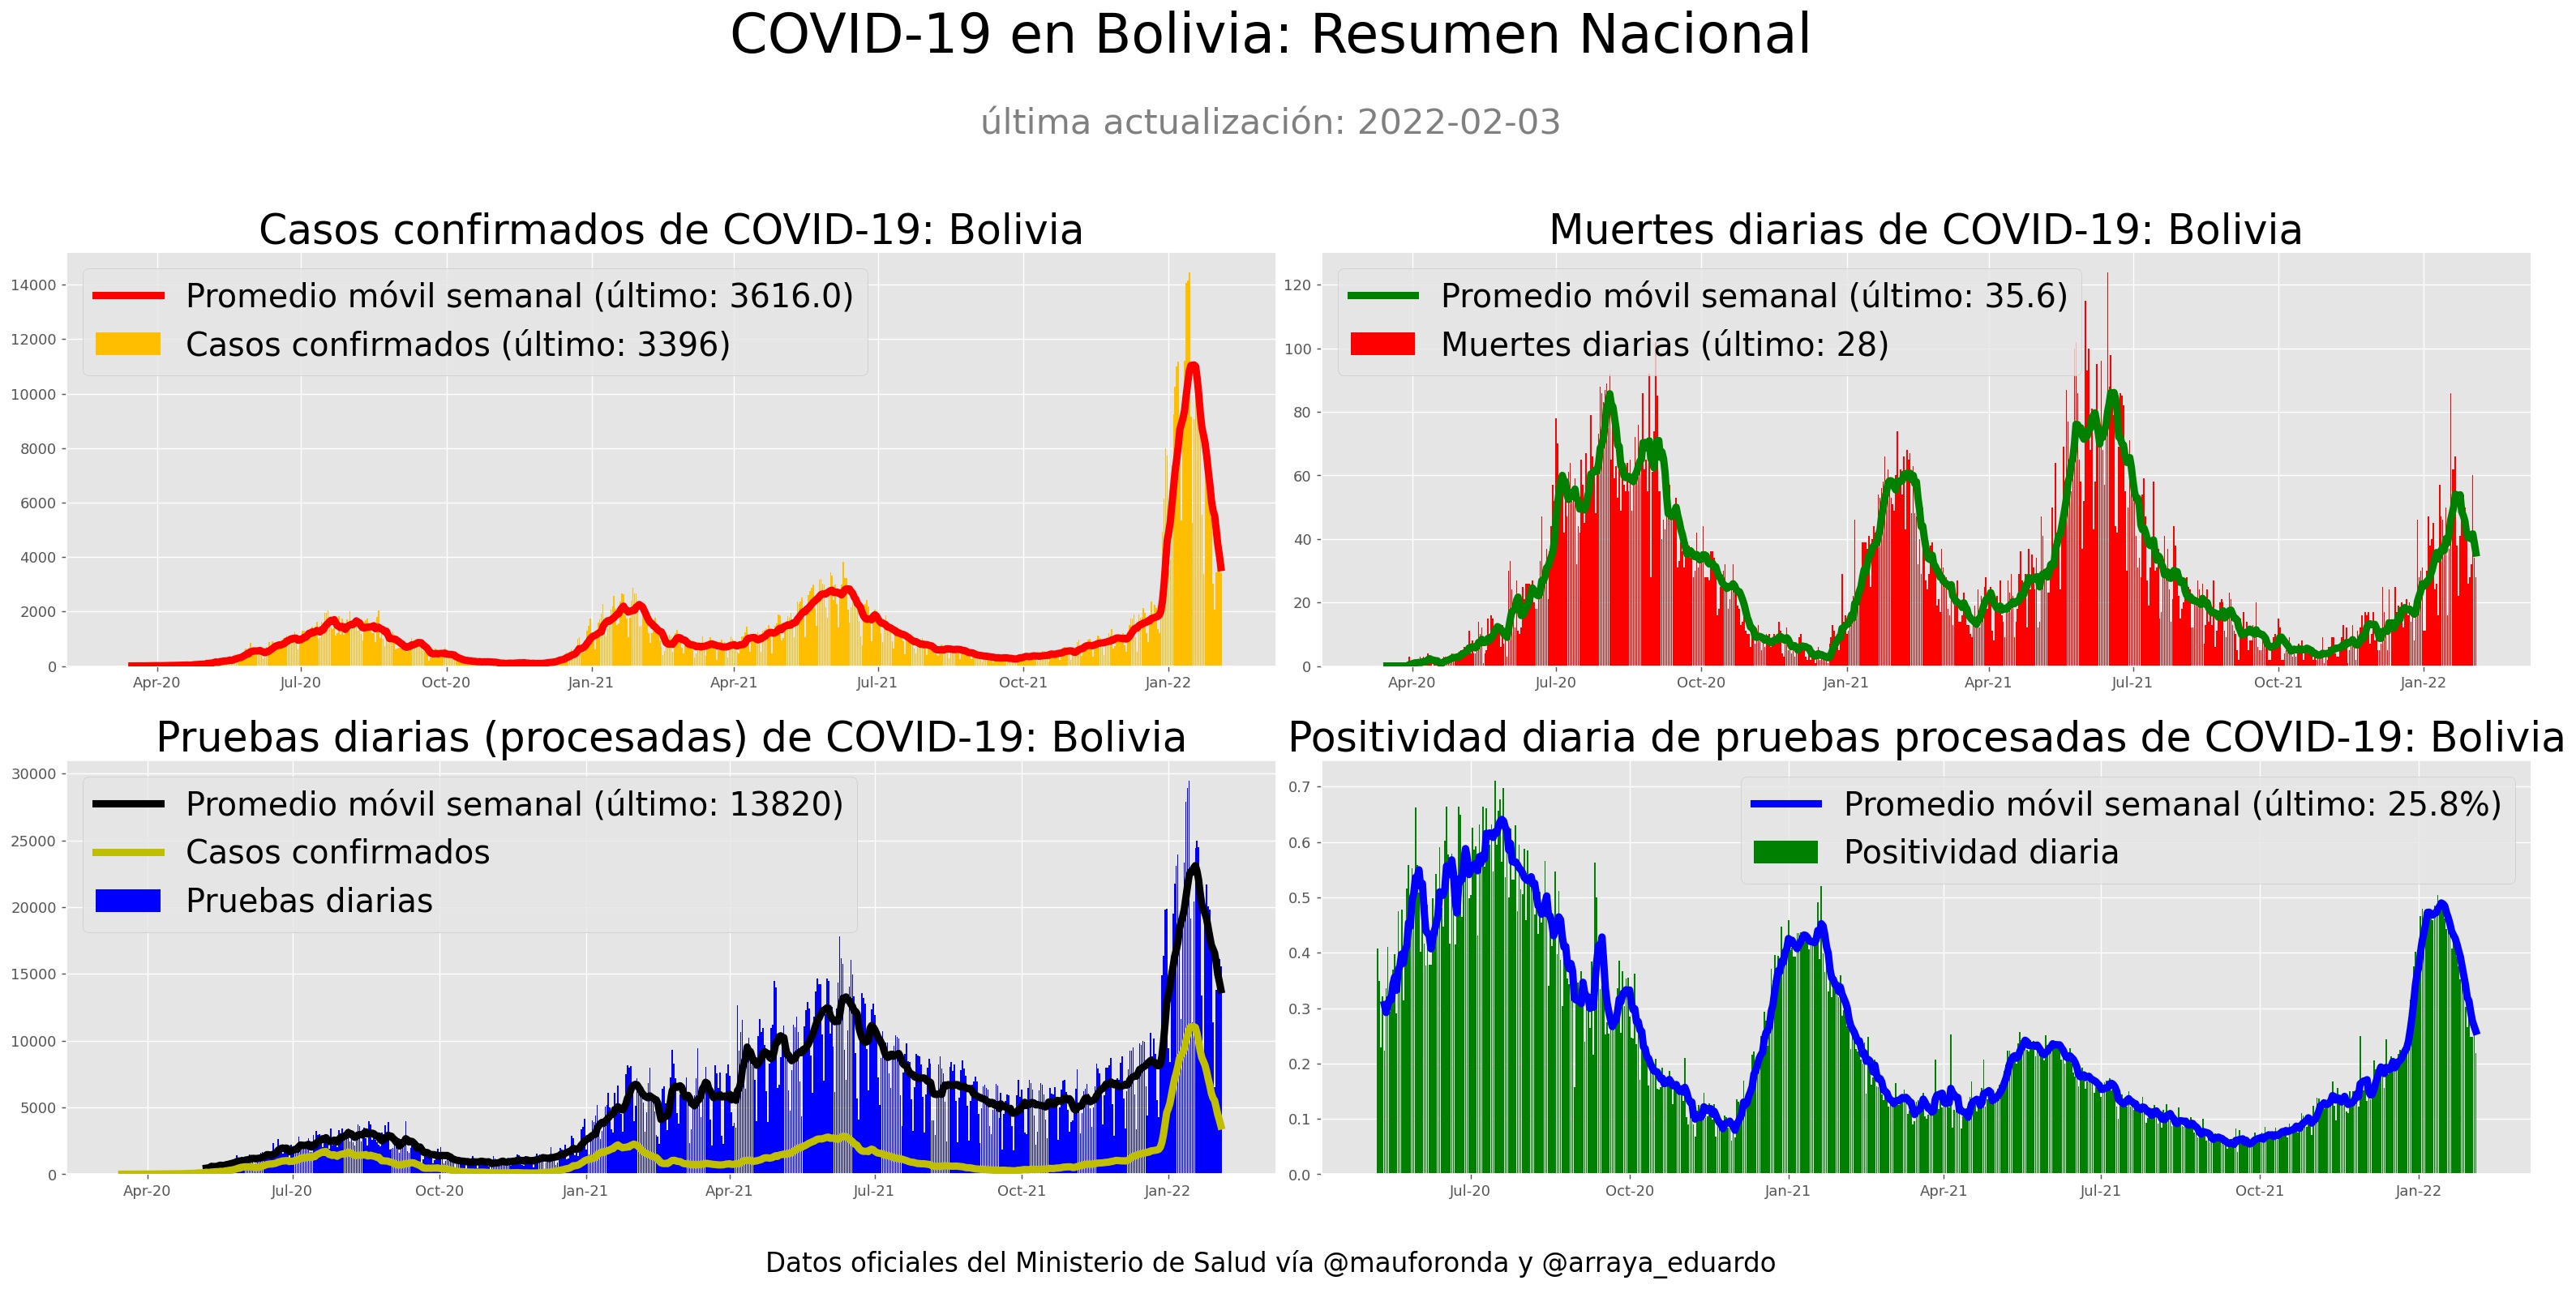 COVID-19 en Bolivia: Resumen Nacional
última actualización: 2022-02-03
Casos confirmados de COVID-19: Bolivia
Promedio móvil semanal (último: 3616.0)
Casos confirmados (último: 3396)
14000
12000
10000
8000
6000
4000
2000
0
Apr-20 Jul-20 Oct-20 Jan-21 Apr-21 Jul-21 Oct-21 Jan-22
Muertes diarias de COVID-19: Bolivia
Promedio móvil semanal (último: 35.6)
Muertes diarias (último: 28)
120
100
80
60
40
20
0
Apr-20 Jul-20 Oct-20 Jan-21 Apr-21 Jul-21 Oct-21 Jan-22
Pruebas diarias (procesadas) de COVID-19: Bolivia
Promedio móvil semanal (último: 13820)
Casos confirmados
Pruebas diarias
30000
25000
20000
15000
10000
5000
0
Apr-20 Jul-20 Oct-20 Jan-21 Apr-21 Jul-21 Oct-21 Jan-22
Positividad diaria de pruebas procesadas de COVID-19: Bolivia
Promedio móvil semanal (último: 25.8%)
Positividad diaria
0.7
0.6
0.5
0.4
0.3
0.2
0.1
0.0
Jul-20 Oct-20 Jan-21 Apr-21 Jul-21 Oct-21 Jan-22
Datos oficiales del Ministerio de Salud vía @mauforonda y @arraya_eduardo